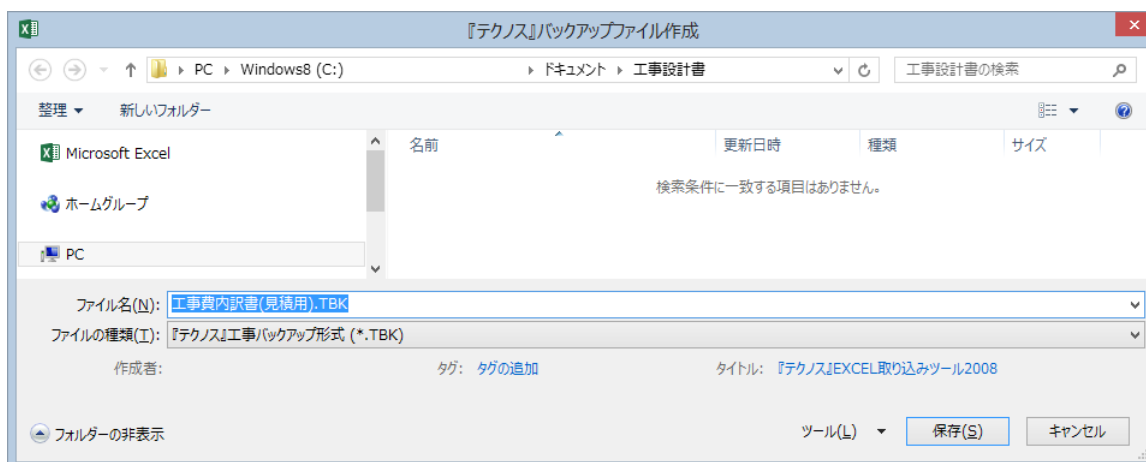 『テクノス』バックアップファイル作成
PC Windows8 (C:) ドキュメント 工事設計書 工事設計書の検索
整理 新しいフォルダー
Microsoft Excel
ホームグループ
PC
名前 更新日時 種類 サイズ
検索条件に一致する項目はありません。
ファイル名(N): 工事費内訳書(見積用).TBK
ファイルの種類(T): 『テクノス』工事バックアップ形式 (*.TBK)
作成者: タグ: タグの追加 タイトル: 『テクノス』EXCEL取り込みツール2008
フォルダーの非表示 ツール(L) 保存(S) キャンセル